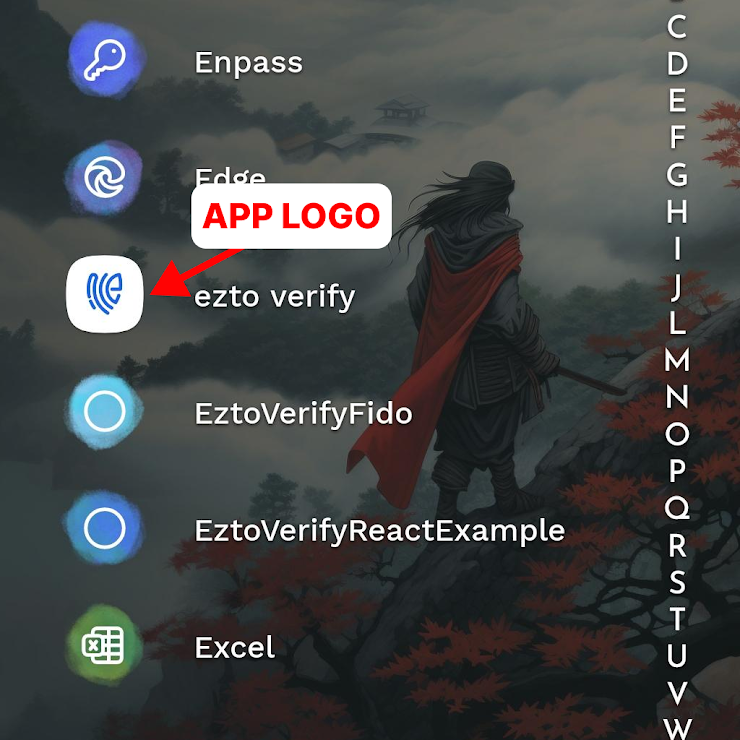 Enpass
Edge
APP LOGO
ezto verify
EztoVerifyFido
EztoVerifyReactExample
Excel
C
D
E
F
G
H
I
J
L
M
N
O
P
Q
R
S
T
U
V
W